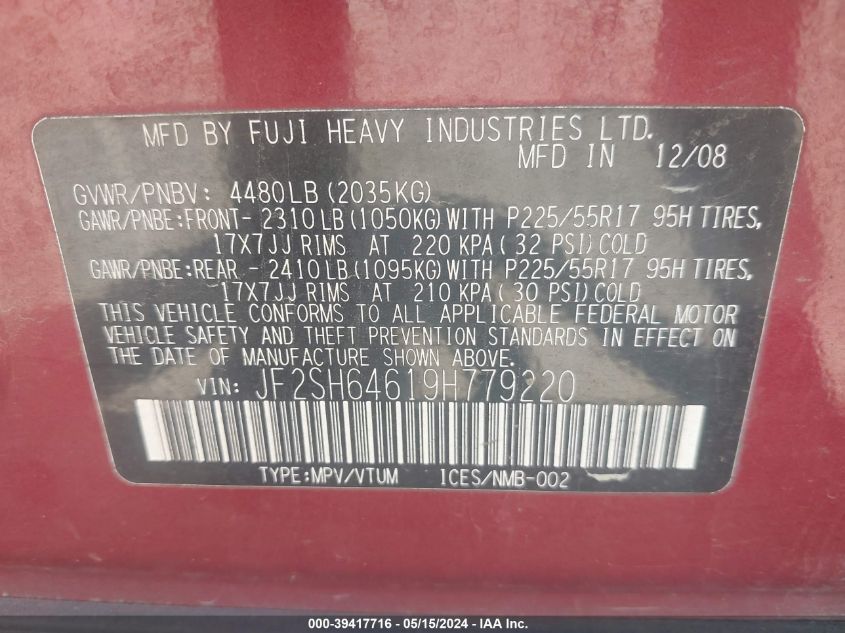 MFD BY FUJI HEAVY INDUSTRIES LTD.
MFD IN 12/08
GVWR/PNBV: 4480LB (2035KG)
GAWR/PNBE:FRONT- 2310LB(1050KG)WITH P225/55R17 95H TIRES,
17X7JJ RIMS AT 220 KPA( 32 PSI)COLD
GAWR/PNBE:REAR - 2410LB(1095KG)WITH P225/55R17 95H TIRES,
17X7JJ RIMS AT 210 KPA( 30 PSI)COLD
THIS VEHICLE CONFORMS TO ALL APPLICABLE FEDERAL MOTOR
VEHICLE SAFETY AND THEFT PREVENTION STANDARDS IN EFFECT ON
THE DATE OF MANUFACTURE SHOWN ABOVE.
VIN: JF2SH64619H779220
TYPE:MPV/VTUM ICES/NMB-002
000-39417716 - 05/15/2024 - IAA Inc.